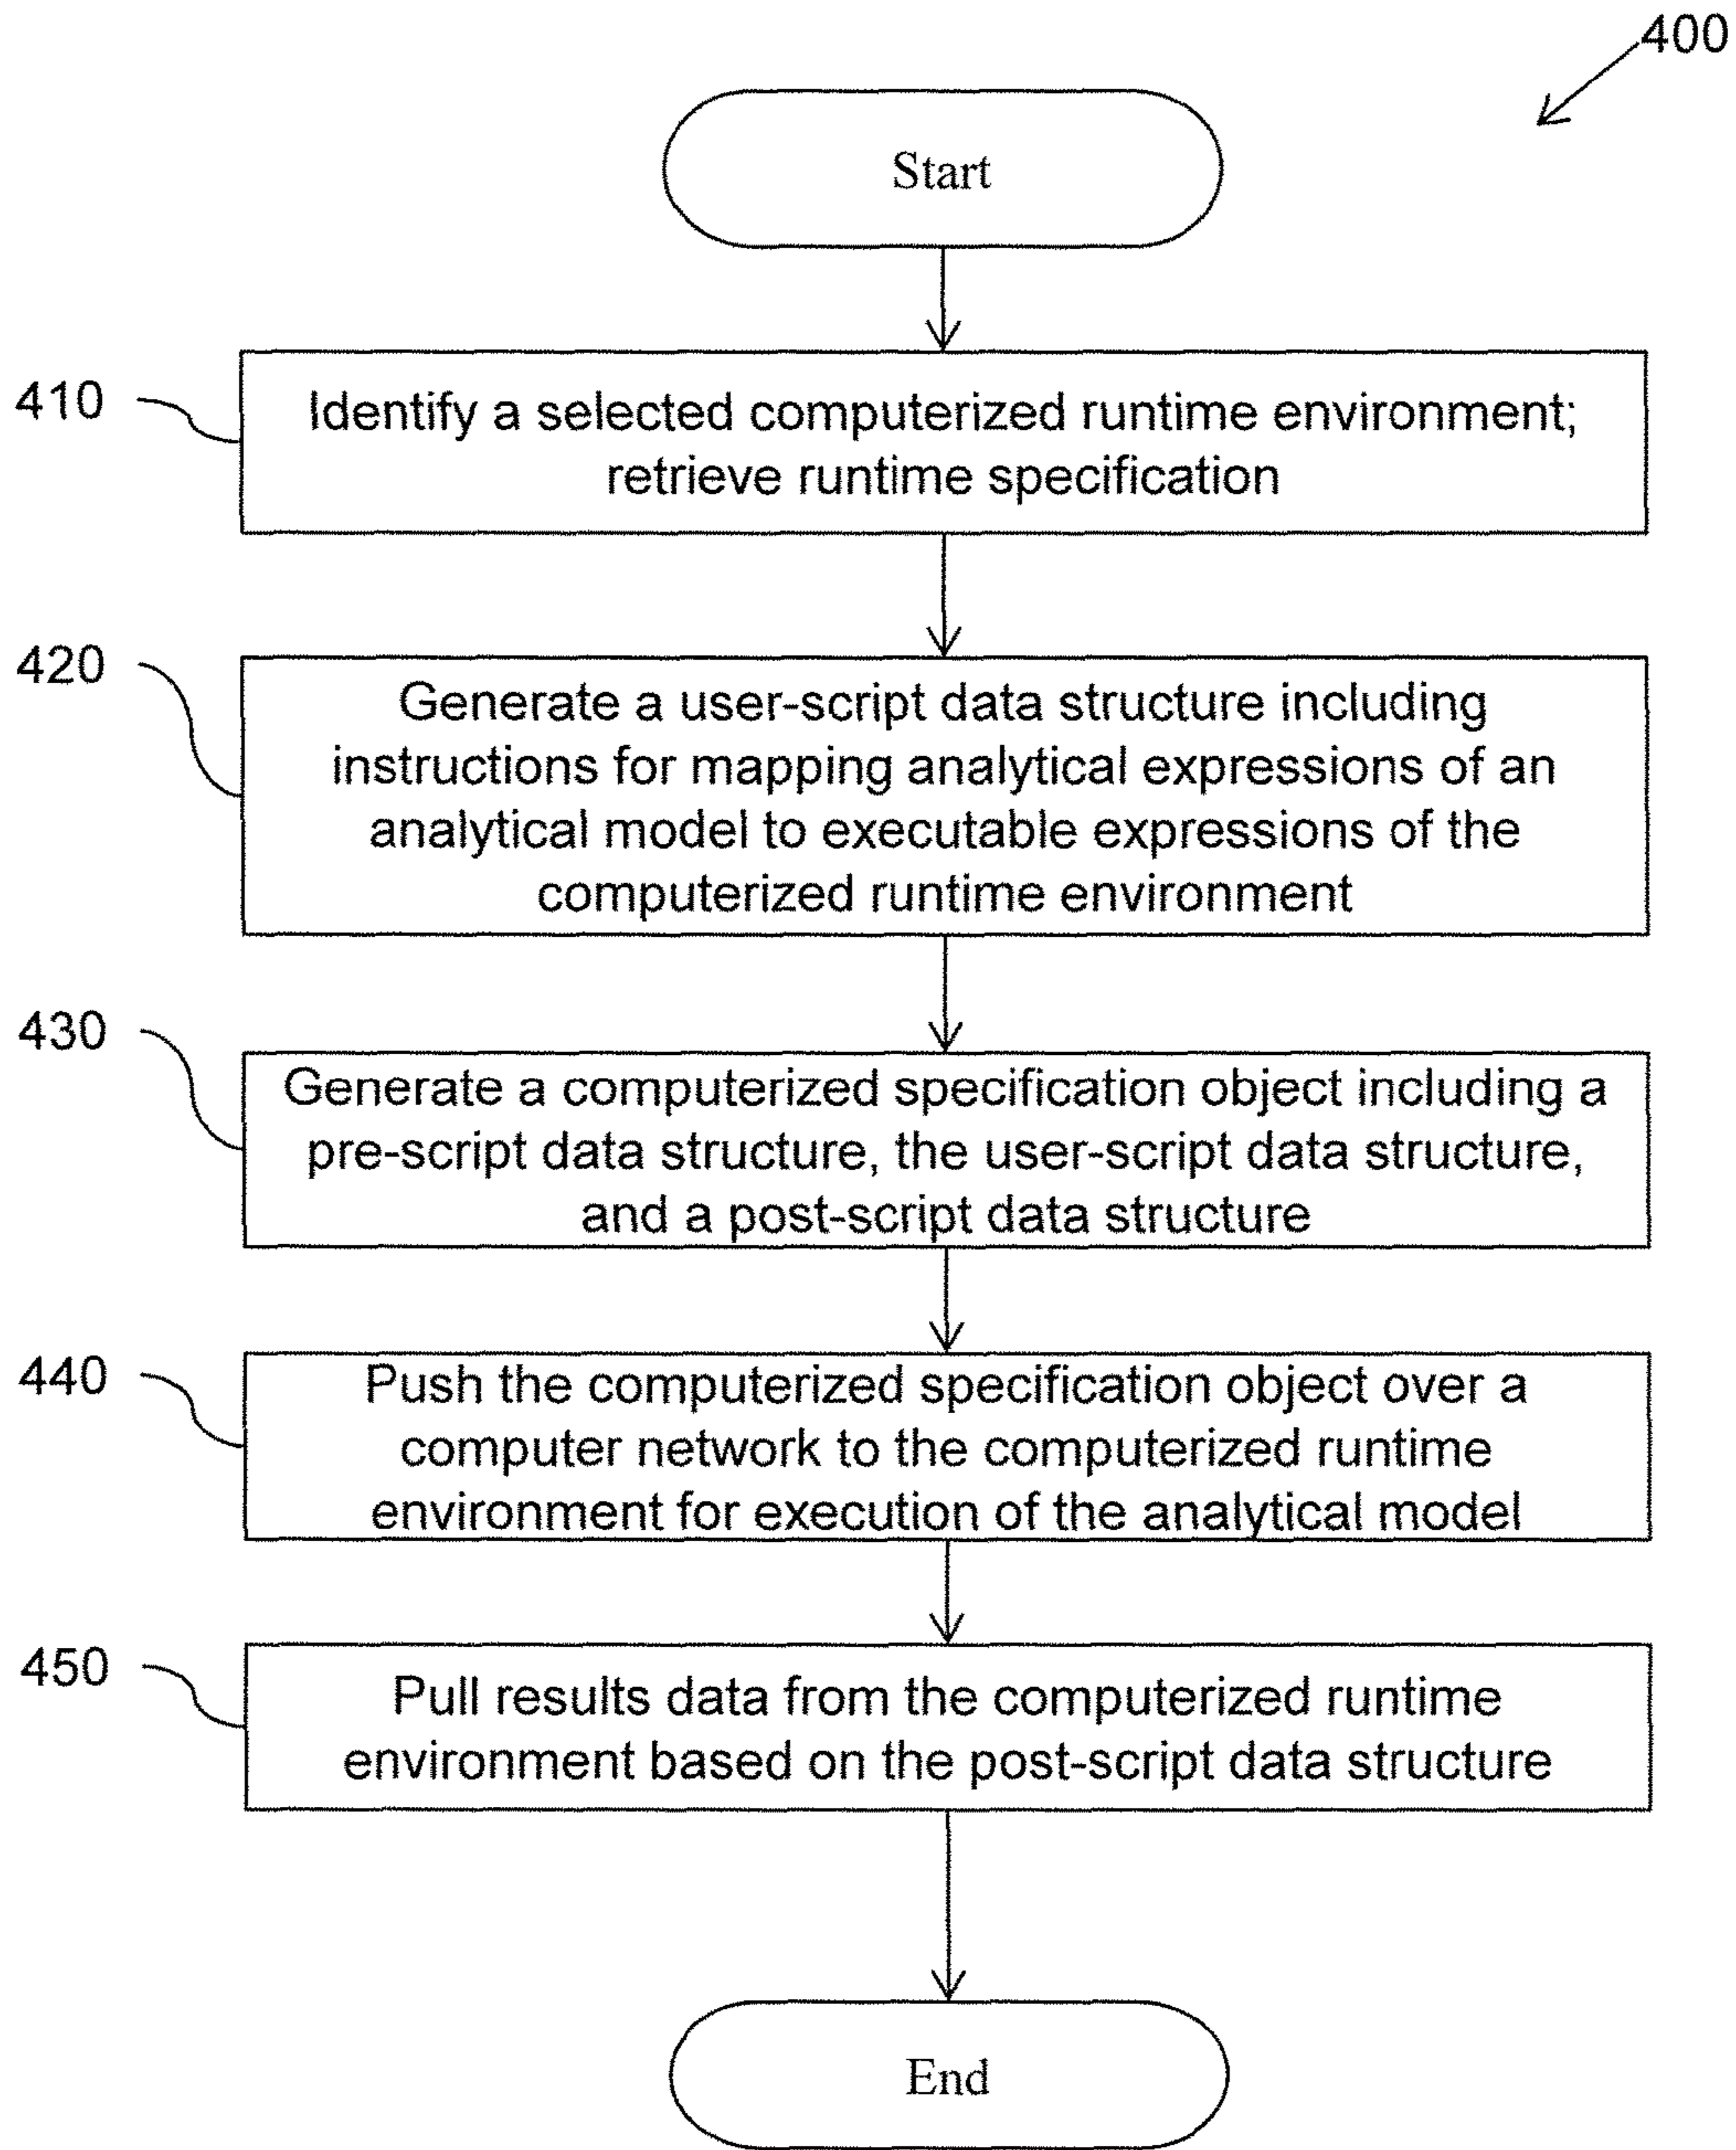 400
Start
410
Identify a selected computerized runtime environment;
retrieve runtime specification
420
Generate a user-script data structure including
instructions for mapping analytical expressions of an
analytical model to executable expressions of the
computerized runtime environment
430
Generate a computerized specification object including a
pre-script data structure, the user-script data structure,
and a post-script data structure
440
Push the computerized specification object over a
computer network to the computerized runtime
environment for execution of the analytical model
450
Pull results data from the computerized runtime
environment based on the post-script data structure
End